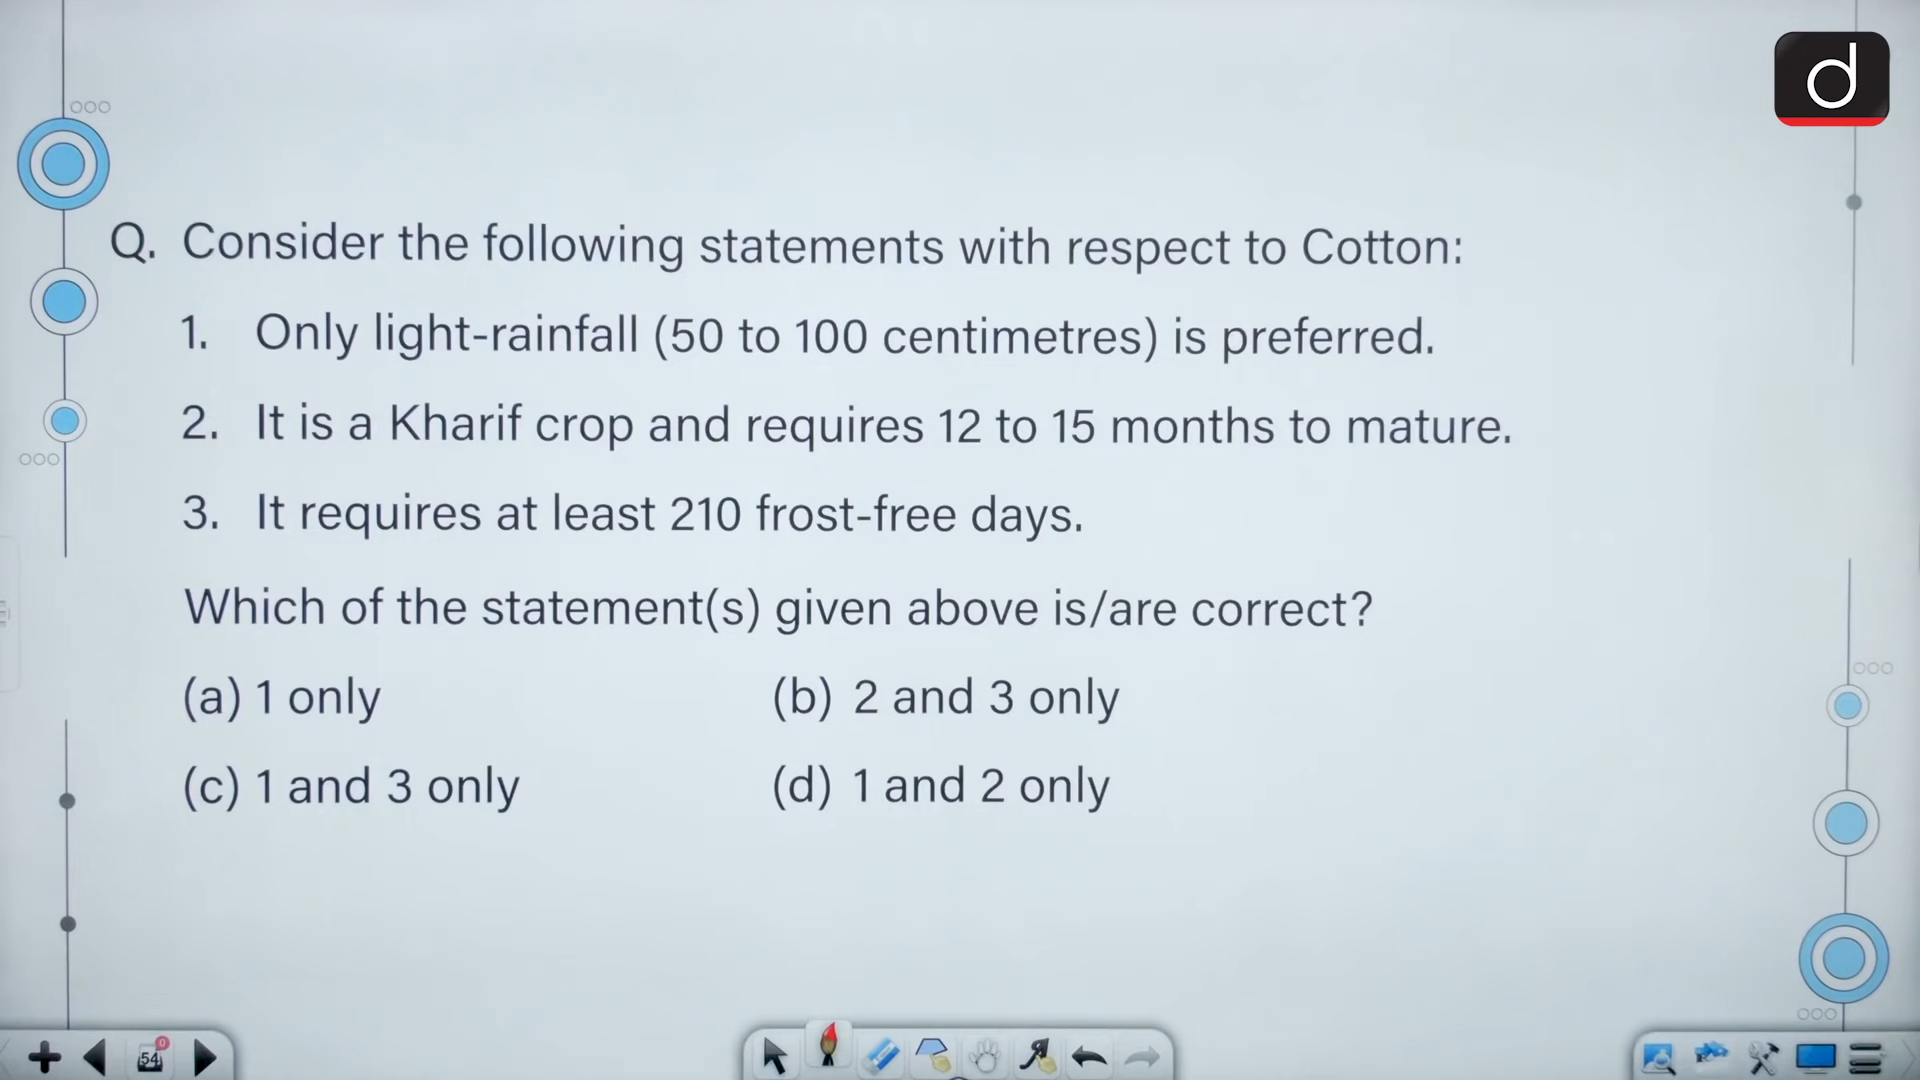 d
Q. Consider the following statements with respect to Cotton:
1. Only light-rainfall (50 to 100 centimetres) is preferred.
2. It is a Kharif crop and requires 12 to 15 months to mature.
3. It requires at least 210 frost-free days.
Which of the statement(s) given above is/are correct?
(a) 1 only (b) 2 and 3 only
(c) 1 and 3 only (d) 1 and 2 only
54
0